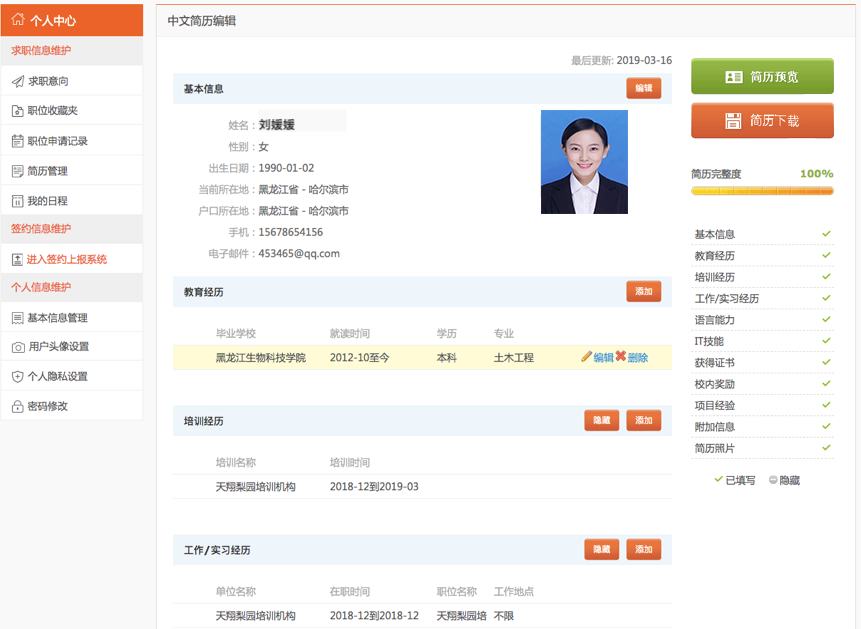 个人中心
求职信息维护
求职意向
职位收藏夹
职位申请记录
简历管理
我的日程
签约信息维护
进入签约上报系统
个人信息维护
基本信息管理
用户头像设置
个人隐私设置
密码修改
中文简历编辑
最后更新: 2019-03-16
基本信息 编辑
姓名：刘媛媛
性别：女
出生日期：1990-01-02
当前所在地：黑龙江省 - 哈尔滨市
户口所在地：黑龙江省 - 哈尔滨市
手机：15678654156
电子邮件：453465@qq.com
教育经历 添加
毕业学校 就读时间 学历 专业
黑龙江生物科技学院 2012-10至今 本科 土木工程 编辑 删除
培训经历 隐藏 添加
培训名称 培训时间
天翔梨园培训机构 2018-12到2019-03
工作/实习经历 隐藏 添加
单位名称 在职时间 职位名称 工作地点
天翔梨园培训机构 2018-12到2018-12 天翔梨园培 不限
简历预览
简历下载
简历完整度 100%
基本信息
教育经历
培训经历
工作/实习经历
语言能力
IT技能
获得证书
校内奖励
项目经验
附加信息
简历照片
已填写 隐藏